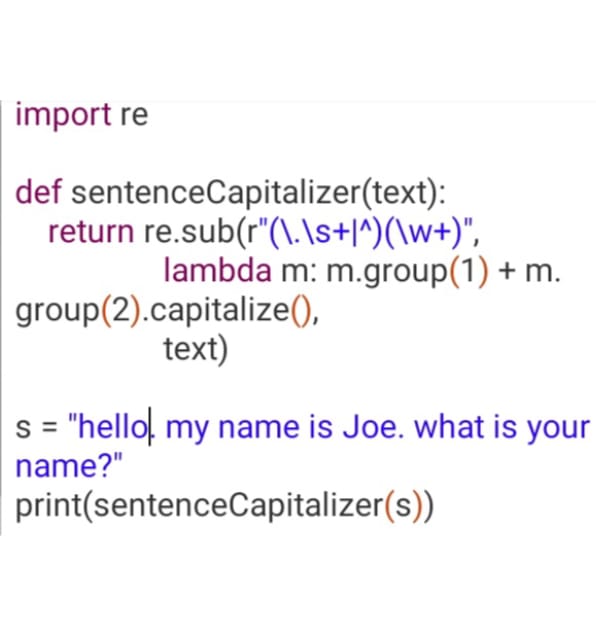 import re
def sentenceCapitalizer(text):
return re.sub(r"(\.\s+|^)(\w+)",
lambda m: m.group(1) + m.
group(2).capitalize(),
text)
s = "hello. my name is Joe. what is your
name?"
print(sentenceCapitalizer(s))